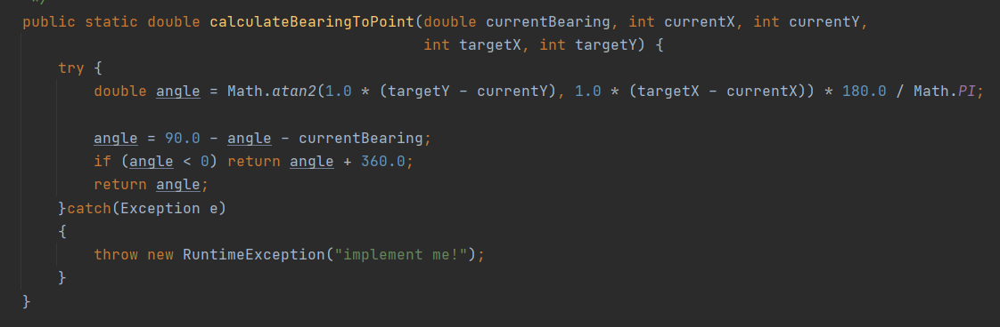 */
public static double calculateBearingToPoint(double currentBearing, int currentX, int currentY,
int targetX, int targetY) {
try {
double angle = Math.atan2(1.0 * (targetY - currentY), 1.0 * (targetX - currentX)) * 180.0 / Math.PI;
angle = 90.0 - angle - currentBearing;
if (angle < 0) return angle + 360.0;
return angle;
}catch(Exception e)
{
throw new RuntimeException("implement me!");
}
}